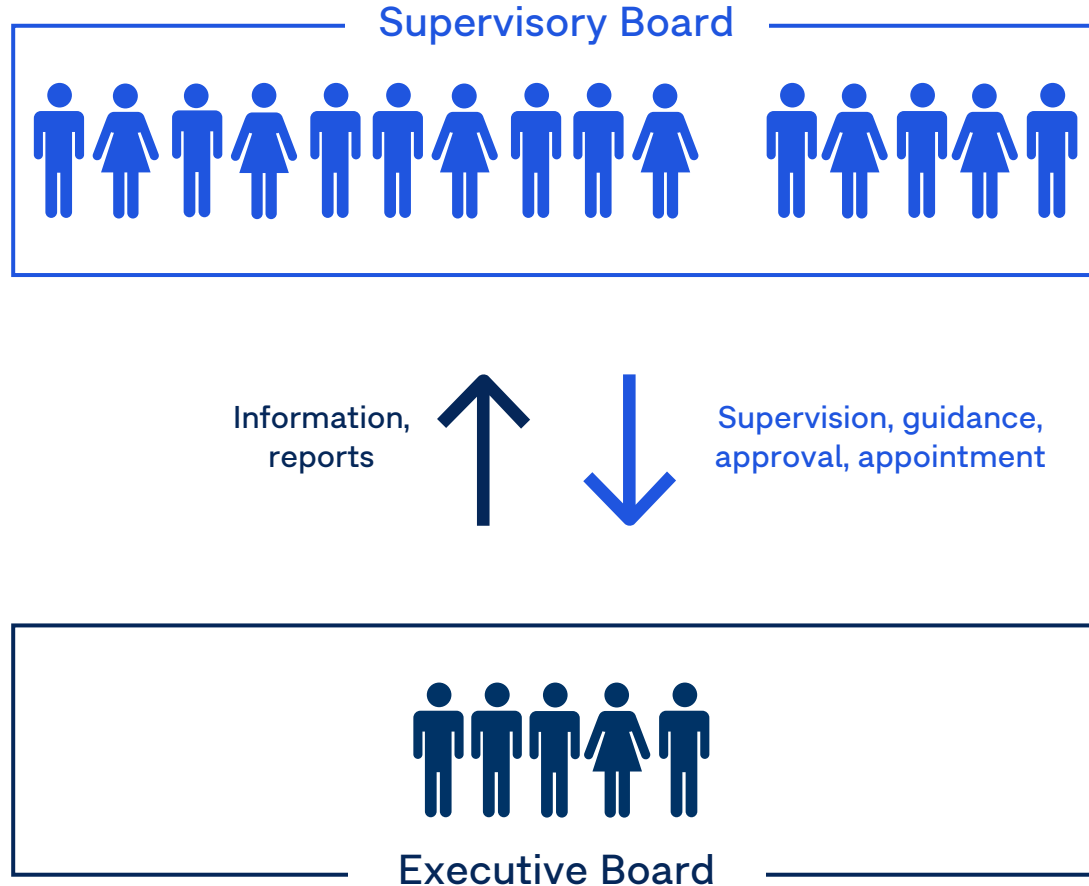 Supervisory Board
Information,
reports
Supervision, guidance,
approval, appointment
Executive Board